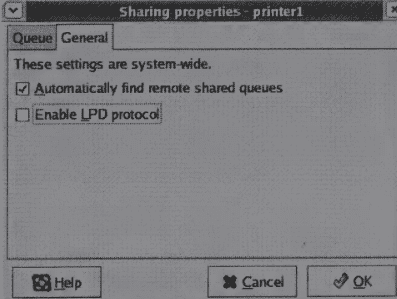 Sharing properties - printer1
Queue General
These settings are system-wide.
Automatically find remote shared queues
Enable LPD protocol
Help Cancel OK